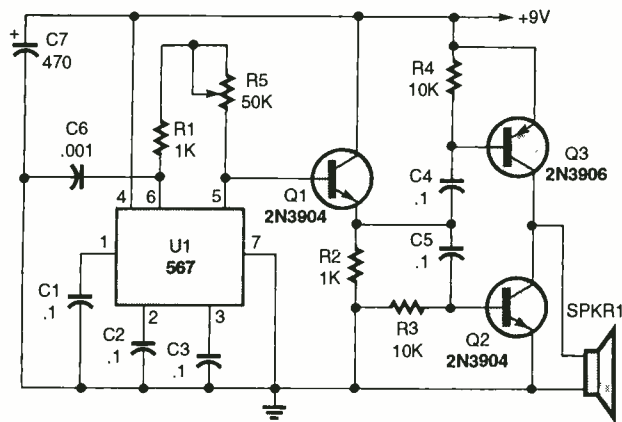 +9V
C7
470
R4
10K
R5
50K
C6
.001
R1
1K
Q3
2N3906
4
6
5
Q1
2N3904
C4
.1
1
U1
567
7
C5
.1
R2
1K
C1
.1
2
3
C2
.1
C3
.1
R3
10K
Q2
2N3904
SPKR1
+